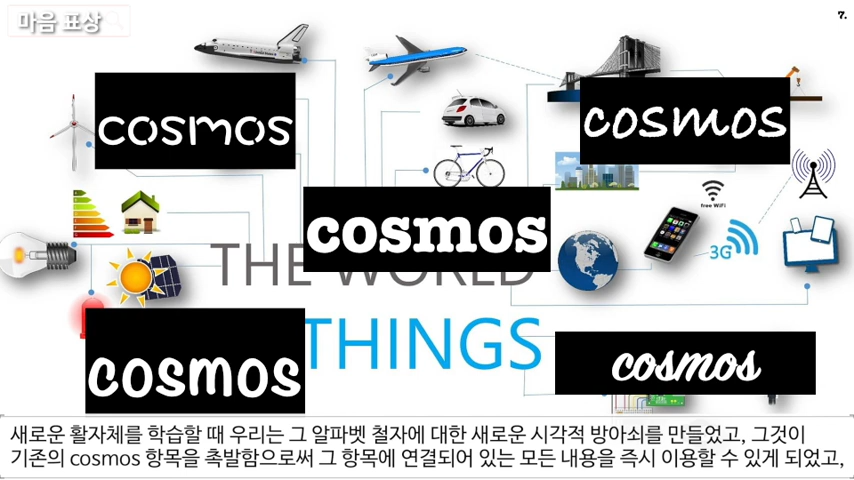 마음 표상
7.
cosmos
cosmos
free WiFi
cosmos
3G
THE WORLD
THINGS
cosmos
cosmos
새로운 활자체를 학습할 때 우리는 그 알파벳 철자에 대한 새로운 시각적 방아쇠를 만들었고, 그것이
기존의 cosmos 항목을 촉발함으로써 그 항목에 연결되어 있는 모든 내용을 즉시 이용할 수 있게 되었고,